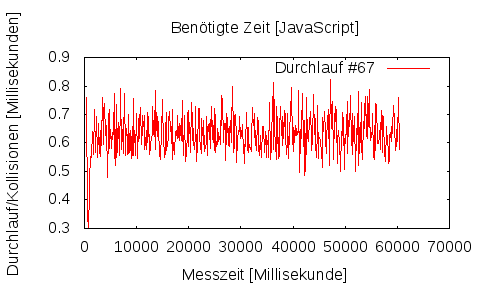 Benötigte Zeit [JavaScript]
Durchlauf/Kollisionen [Millisekunden]
Durchlauf #67
0.9
0.8
0.7
0.6
0.5
0.4
0.3
0 10000 20000 30000 40000 50000 60000 70000
Messzeit [Millisekunde]